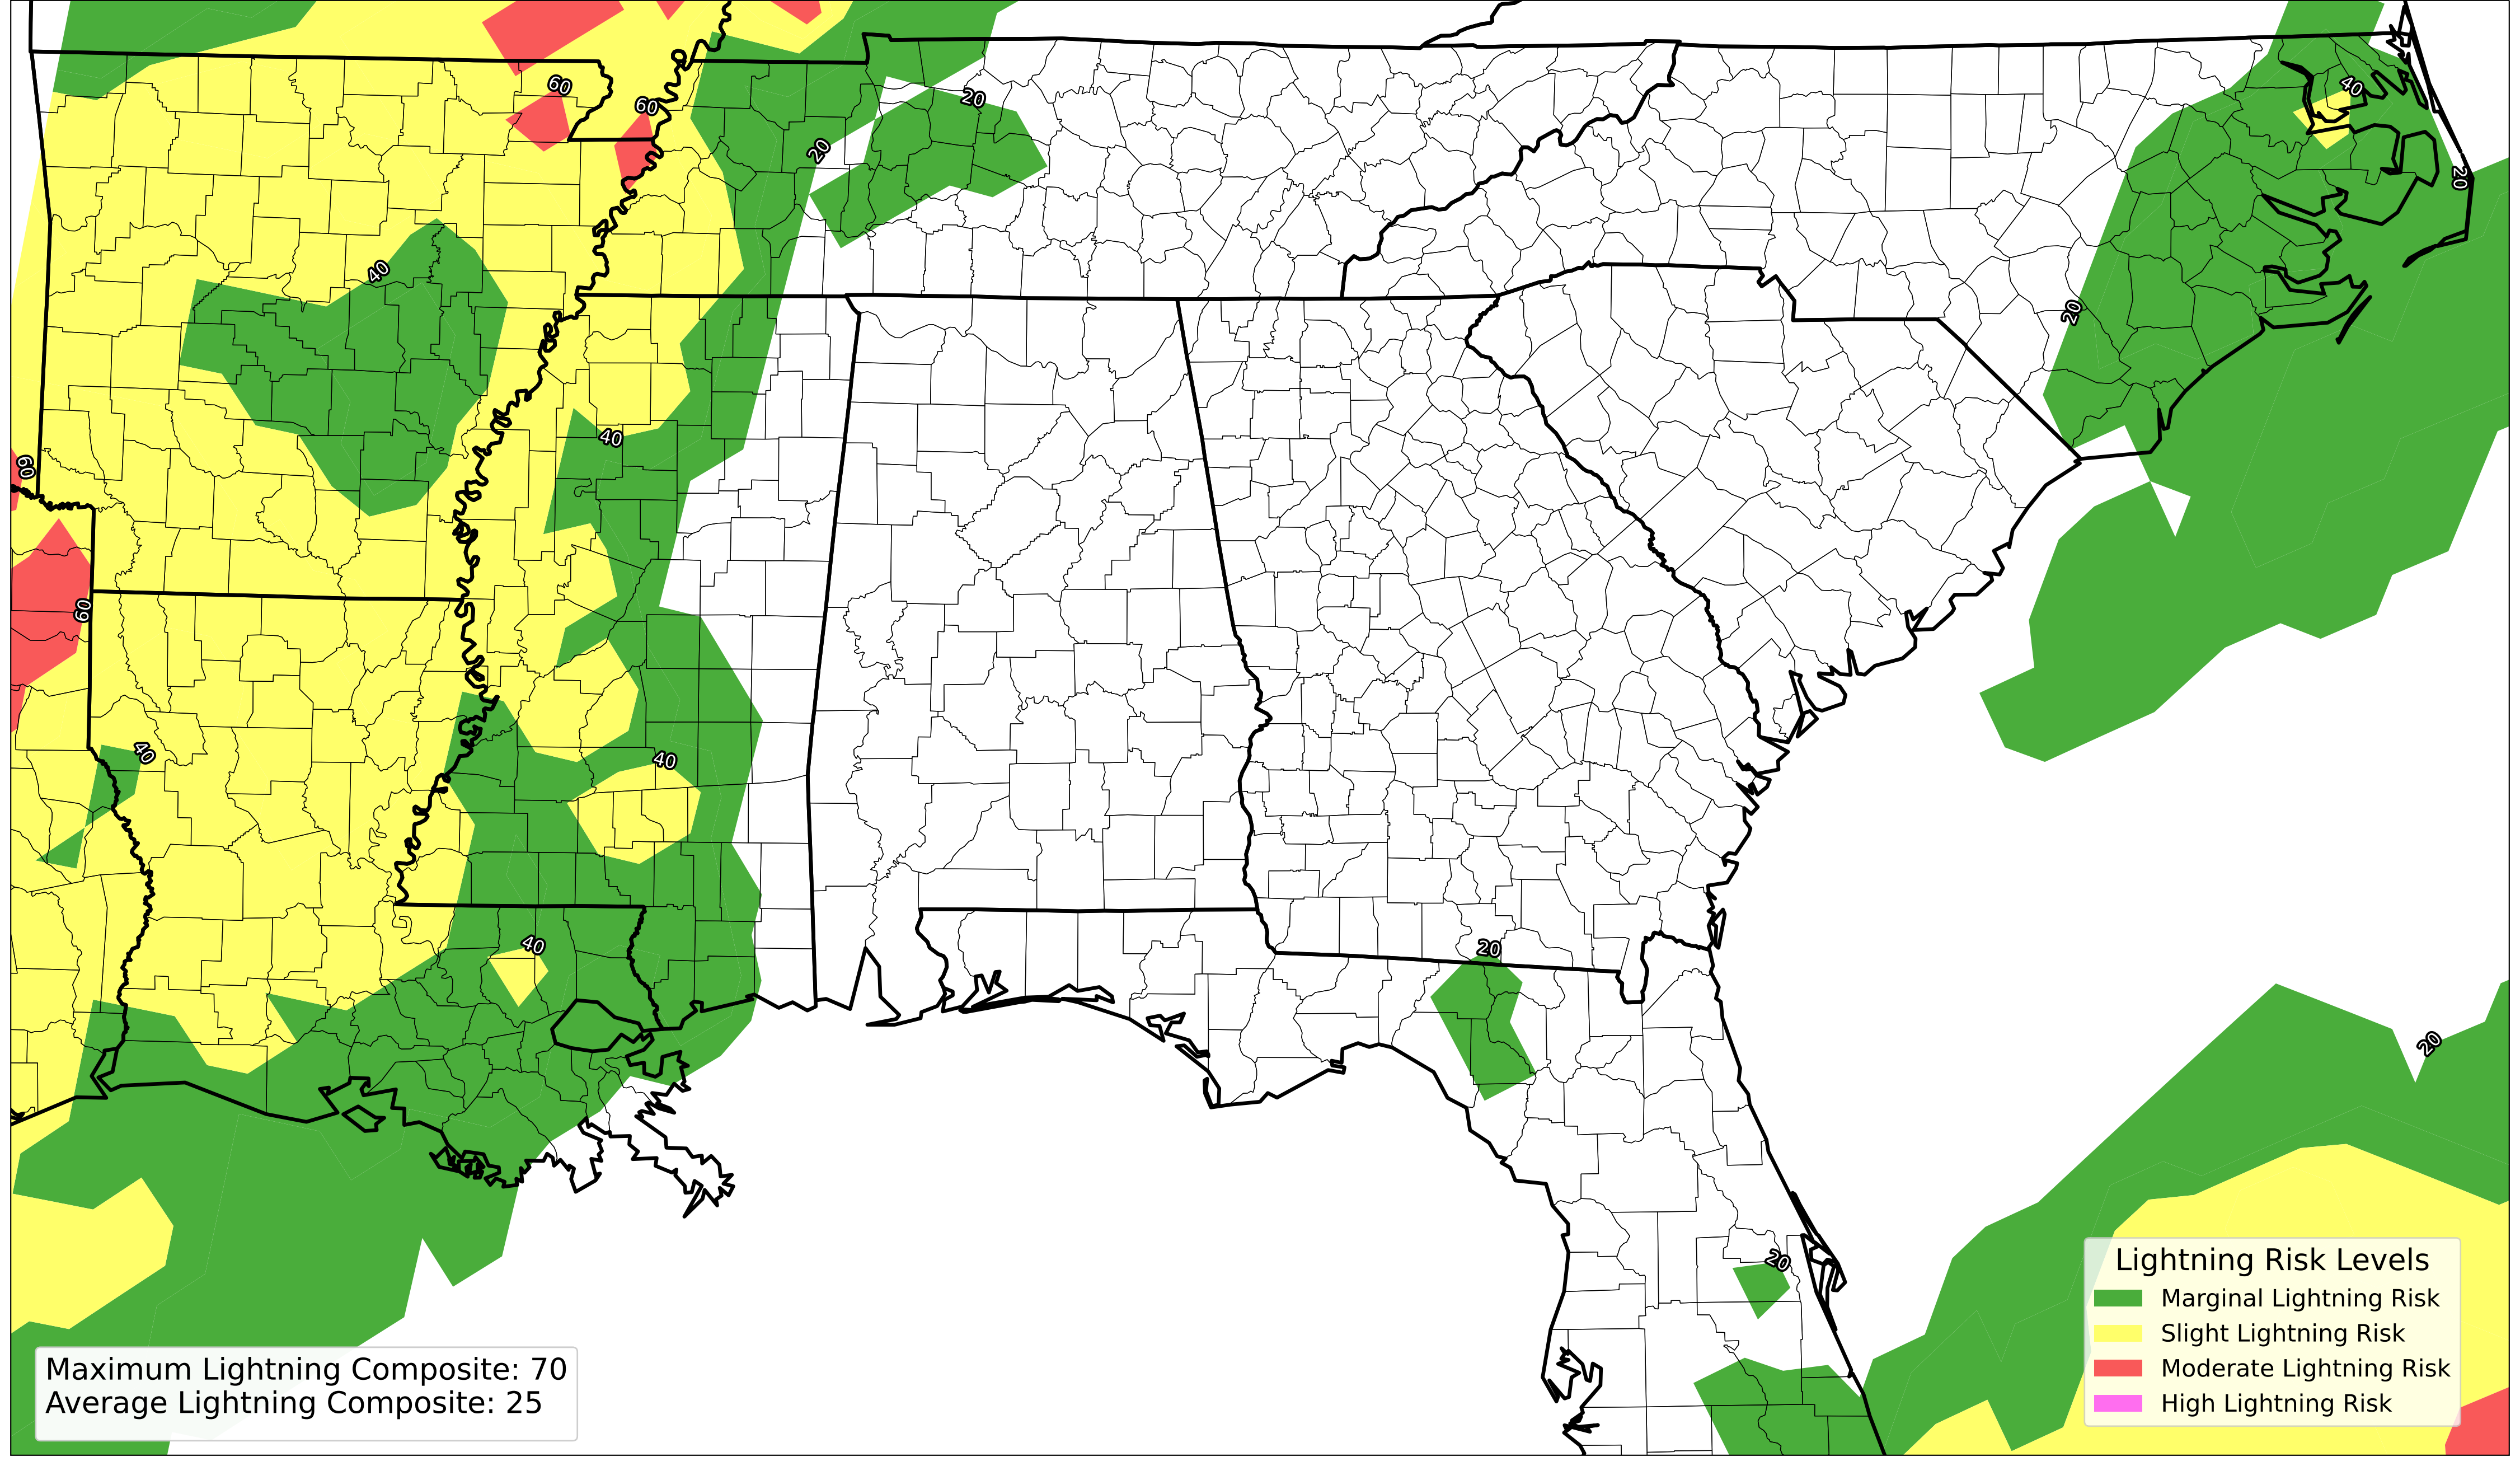 60
60
40
20
20
20
40
20
60
40
60
40
40
40
20
20
20
Lightning Risk Levels
Marginal Lightning Risk
Slight Lightning Risk
Moderate Lightning Risk
High Lightning Risk
Maximum Lightning Composite: 70
Average Lightning Composite: 25